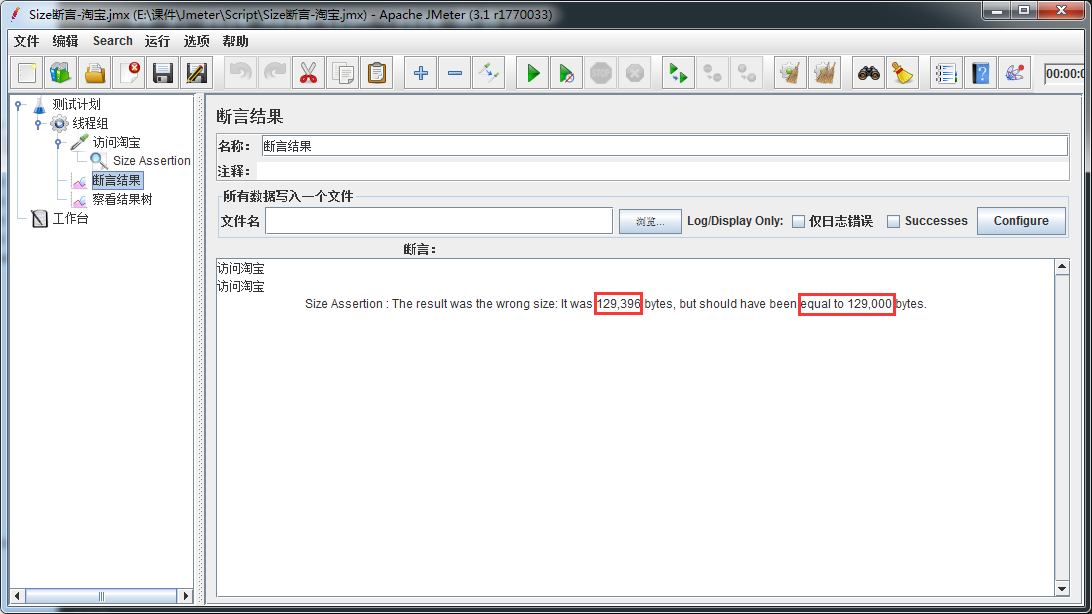 Size断言-淘宝.jmx (E:\课件\Jmeter\Script\Size断言-淘宝.jmx) - Apache JMeter (3.1 r1770033)
文件 编辑 Search 运行 选项 帮助
STOP
00:00:0
测试计划
线程组
访问淘宝
Size Assertion
断言结果
察看结果树
工作台
断言结果
名称： 断言结果
注释：
所有数据写入一个文件
文件名 浏览... Log/Display Only: 仅日志错误 Successes Configure
断言：
访问淘宝
访问淘宝
Size Assertion : The result was the wrong size: It was 129,396 bytes, but should have been equal to 129,000 bytes.